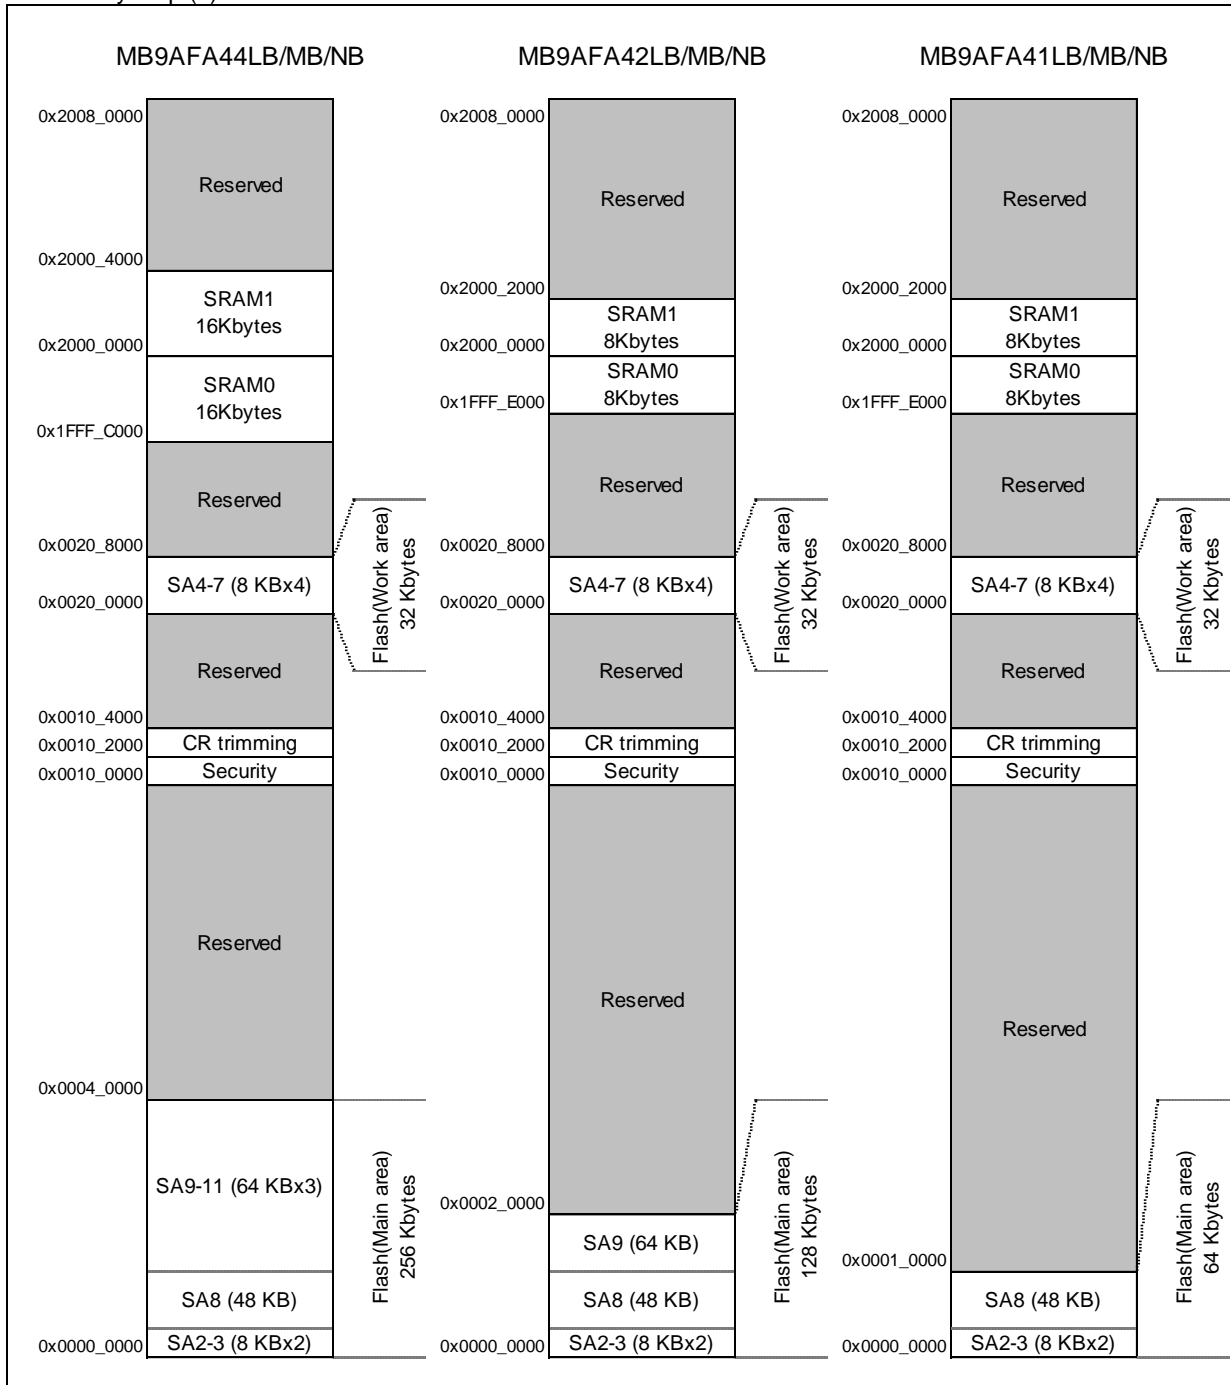 MB9AFA44LB/MB/NB
0x2008_0000
Reserved
0x2000_4000
SRAM1
16Kbytes
0x2000_0000
SRAM0
16Kbytes
0x1FFF_C000
Reserved
0x0020_8000
SA4-7 (8 KBx4)
0x0020_0000
Flash(Work area)
32 Kbytes
Reserved
0x0010_4000
CR trimming
0x0010_2000
Security
0x0010_0000
Reserved
0x0004_0000
SA9-11 (64 KBx3)
Flash(Main area)
256 Kbytes
SA8 (48 KB)
SA2-3 (8 KBx2)
0x0000_0000
MB9AFA42LB/MB/NB
0x2008_0000
Reserved
0x2000_2000
SRAM1
8Kbytes
0x2000_0000
SRAM0
8Kbytes
0x1FFF_E000
Reserved
0x0020_8000
SA4-7 (8 KBx4)
0x0020_0000
Flash(Work area)
32 Kbytes
Reserved
0x0010_4000
CR trimming
0x0010_2000
Security
0x0010_0000
Reserved
0x0002_0000
SA9 (64 KB)
Flash(Main area)
128 Kbytes
SA8 (48 KB)
SA2-3 (8 KBx2)
0x0000_0000
MB9AFA41LB/MB/NB
0x2008_0000
Reserved
0x2000_2000
SRAM1
8Kbytes
0x2000_0000
SRAM0
8Kbytes
0x1FFF_E000
Reserved
0x0020_8000
SA4-7 (8 KBx4)
0x0020_0000
Flash(Work area)
32 Kbytes
Reserved
0x0010_4000
CR trimming
0x0010_2000
Security
0x0010_0000
Reserved
0x0001_0000
Flash(Main area)
64 Kbytes
SA8 (48 KB)
SA2-3 (8 KBx2)
0x0000_0000